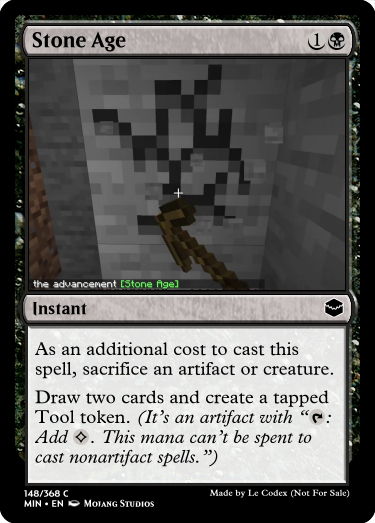 Stone Age 1
the advancement [Stone Age]
Instant
As an additional cost to cast this
spell, sacrifice an artifact or creature.
Draw two cards and create a tapped
Tool token. (It's an artifact with “:
Add . This mana can't be spent to
cast nonartifact spells.”)
148/368 C
MIN • EN Mojang Studios
Made by Le Codex (Not For Sale)